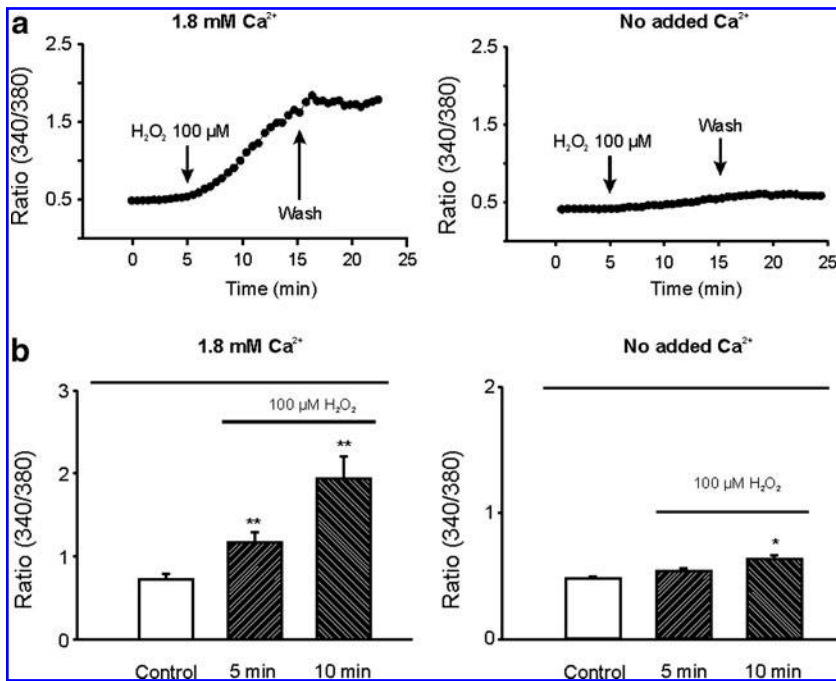 a
1.8 mM Ca²⁺
2.5
1.5
0.5
Ratio (340/380)
H₂O₂ 100 µM
Wash
0 5 10 15 20 25
Time (min)
No added Ca²⁺
2.5
1.5
0.5
Ratio (340/380)
H₂O₂ 100 µM
Wash
0 5 10 15 20 25
Time (min)
b
1.8 mM Ca²⁺
3
2
1
0
Ratio (340/380)
100 µM H₂O₂
**
**
Control 5 min 10 min
No added Ca²⁺
2
1
0
Ratio (340/380)
100 µM H₂O₂
*
Control 5 min 10 min